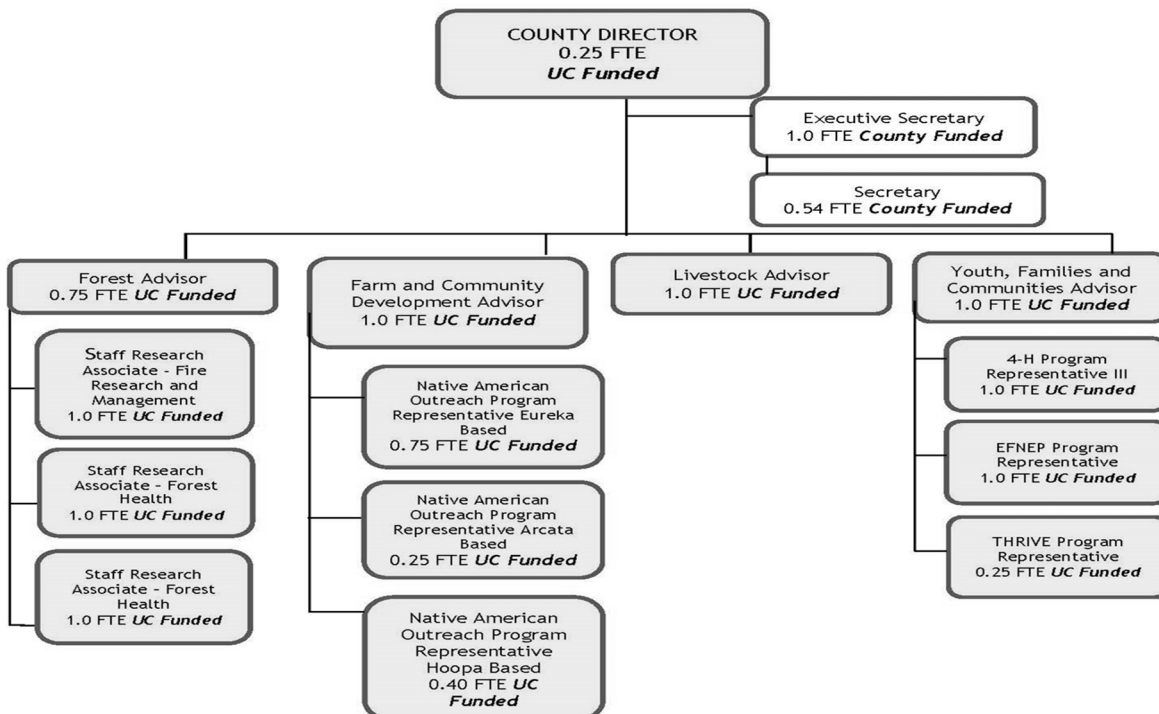 COUNTY DIRECTOR
0.25 FTE
UC Funded
Executive Secretary
1.0 FTE County Funded
Secretary
0.54 FTE County Funded
Forest Advisor
0.75 FTE UC Funded
Staff Research
Associate - Fire
Research and
Management
1.0 FTE UC Funded
Staff Research
Associate - Forest
Health
1.0 FTE UC Funded
Staff Research
Associate - Forest
Health
1.0 FTE UC Funded
Farm and Community
Development Advisor
1.0 FTE UC Funded
Native American
Outreach Program
Representative Eureka
Based
0.75 FTE UC Funded
Native American
Outreach Program
Representative Arcata
Based
0.25 FTE UC Funded
Native American
Outreach Program
Representative
Hoopa Based
0.40 FTE UC
Funded
Livestock Advisor
1.0 FTE UC Funded
Youth, Families and
Communities Advisor
1.0 FTE UC Funded
4-H Program
Representative III
1.0 FTE UC Funded
EFNEP Program
Representative
1.0 FTE UC Funded
THRIVE Program
Representative
0.25 FTE UC Funded